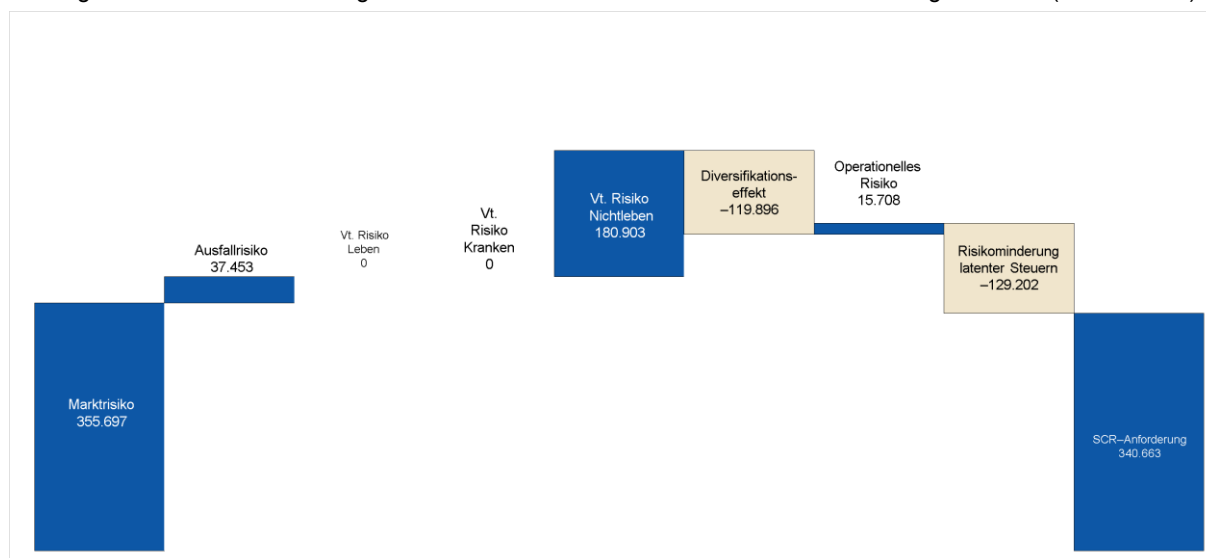 Marktrisiko
355.697
Ausfallrisiko
37.453
Vt. Risiko
Leben
0
Vt.
Risiko
Kranken
0
Vt. Risiko
Nichtleben
180.903
Diversifikations-
effekt
–119.896
Operationelles
Risiko
15.708
Risikominderung
latenter Steuern
–129.202
SCR–Anforderung
340.663